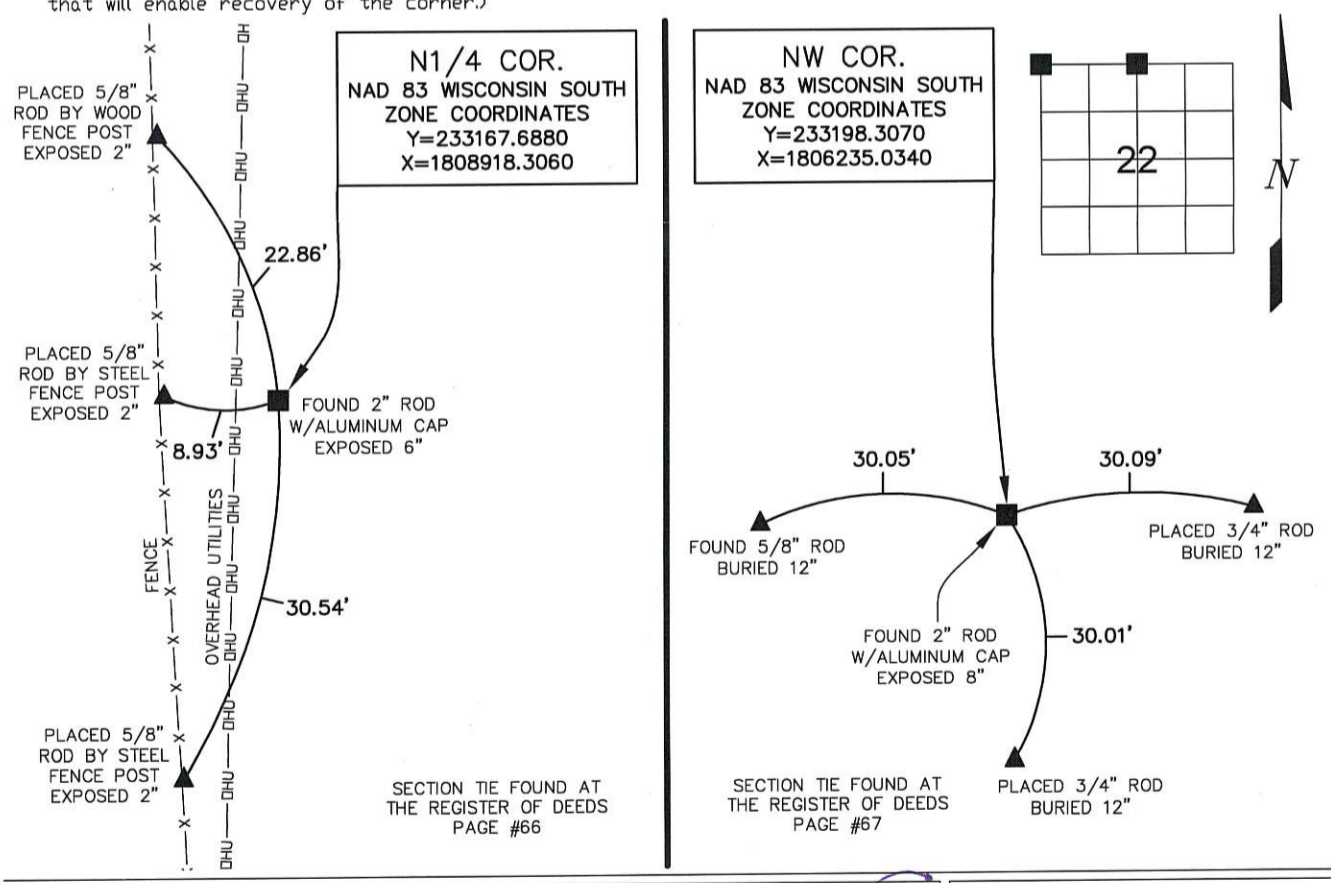 that will enable recovery of the corner.)
N1/4 COR.
NAD 83 WISCONSIN SOUTH
ZONE COORDINATES
Y=233167.6880
X=1808918.3060
PLACED 5/8"
ROD BY WOOD
FENCE POST
EXPOSED 2"
22.86'
PLACED 5/8"
ROD BY STEEL
FENCE POST
EXPOSED 2"
8.93'
FOUND 2" ROD
W/ALUMINUM CAP
EXPOSED 6"
FENCE
OVERHEAD UTILITIES
OHU
X
30.54'
PLACED 5/8"
ROD BY STEEL
FENCE POST
EXPOSED 2"
SECTION TIE FOUND AT
THE REGISTER OF DEEDS
PAGE #66
NW COR.
NAD 83 WISCONSIN SOUTH
ZONE COORDINATES
Y=233198.3070
X=1806235.0340
22
N
30.05'
30.09'
FOUND 5/8" ROD
BURIED 12"
PLACED 3/4" ROD
BURIED 12"
FOUND 2" ROD
W/ALUMINUM CAP
EXPOSED 8"
30.01'
SECTION TIE FOUND AT
THE REGISTER OF DEEDS
PAGE #67
PLACED 3/4" ROD
BURIED 12"